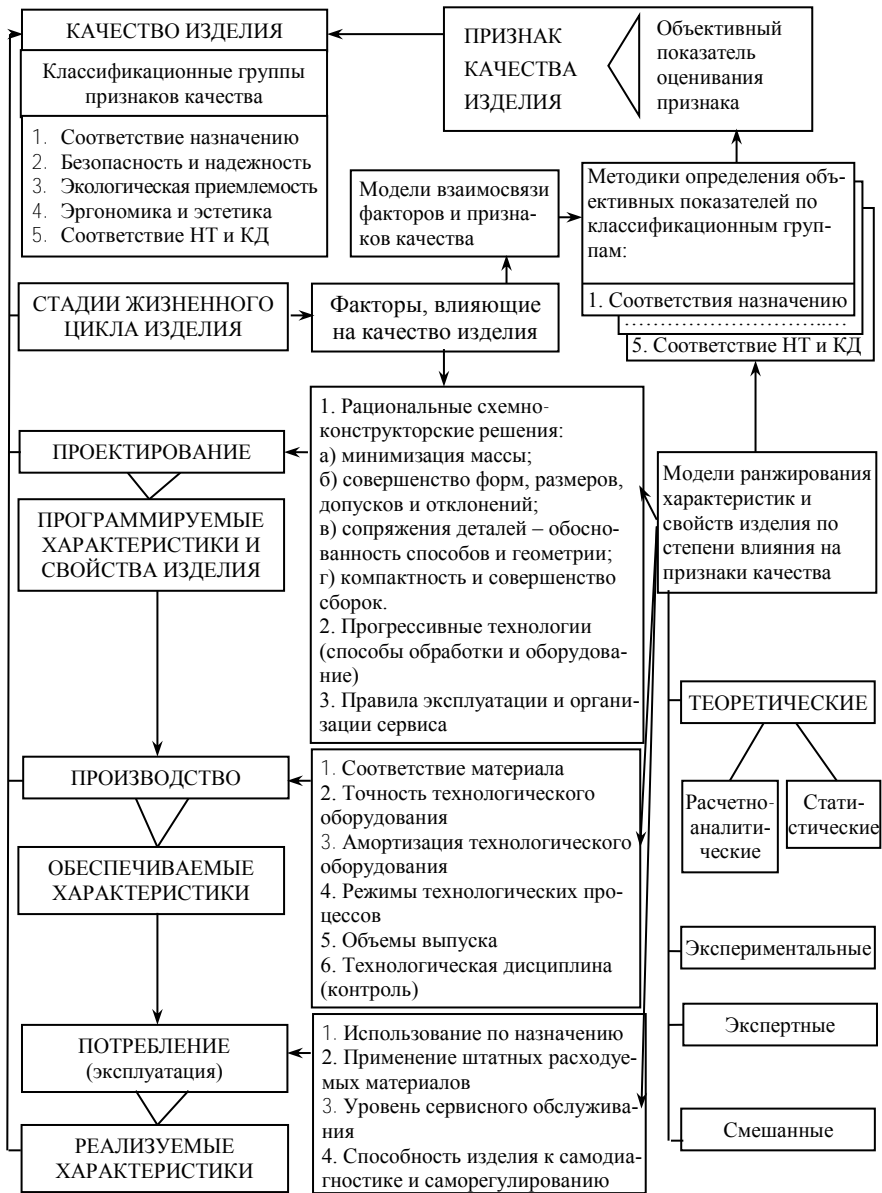 КАЧЕСТВО ИЗДЕЛИЯ
Классификационные группы
признаков качества
1. Соответствие назначению
2. Безопасность и надежность
3. Экологическая приемлемость
4. Эргономика и эстетика
5. Соответствие НТ и КД
ПРИЗНАК
КАЧЕСТВА
ИЗДЕЛИЯ
Объективный
показатель
оценивания
признака
Модели взаимосвязи
факторов и призна-
ков качества
Методики определения объ-
ективных показателей по
классификационным груп-
пам:
1. Соответствия назначению
………………………..…
5. Соответствие НТ и КД
СТАДИИ ЖИЗНЕННОГО
ЦИКЛА ИЗДЕЛИЯ
Факторы, влияющие
на качество изделия
ПРОЕКТИРОВАНИЕ
ПРОГРАММИРУЕМЫЕ
ХАРАКТЕРИСТИКИ И
СВОЙСТВА ИЗДЕЛИЯ
1. Рациональные схемно-
конструкторские решения:
а) минимизация массы;
б) совершенство форм, размеров,
допусков и отклонений;
в) сопряжения деталей – обосно-
ванность способов и геометрии;
г) компактность и совершенство
сборок.
2. Прогрессивные технологии
(способы обработки и оборудова-
ние)
3. Правила эксплуатации и органи-
зации сервиса
Модели ранжирования
характеристик и
свойств изделия по
степени влияния на
признаки качества
ТЕОРЕТИЧЕСКИЕ
Расчетно-
аналити-
ческие
Стати-
стические
Экспериментальные
Экспертные
Смешанные
ПРОИЗВОДСТВО
ОБЕСПЕЧИВАЕМЫЕ
ХАРАКТЕРИСТИКИ
1. Соответствие материала
2. Точность технологического
оборудования
3. Амортизация технологического
оборудования
4. Режимы технологических про-
цессов
5. Объемы выпуска
6. Технологическая дисциплина
(контроль)
ПОТРЕБЛЕНИЕ
(эксплуатация)
РЕАЛИЗУЕМЫЕ
ХАРАКТЕРИСТИКИ
1. Использование по назначению
2. Применение штатных расходуе-
мых материалов
3. Уровень сервисного обслужива-
ния
4. Способность изделия к самодиа-
гностике и саморегулированию